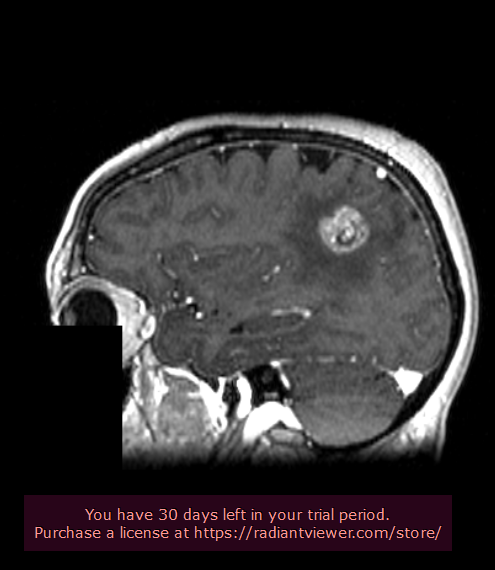 You have 30 days left in your trial period.
Purchase a license at https://radiantviewer.com/store/